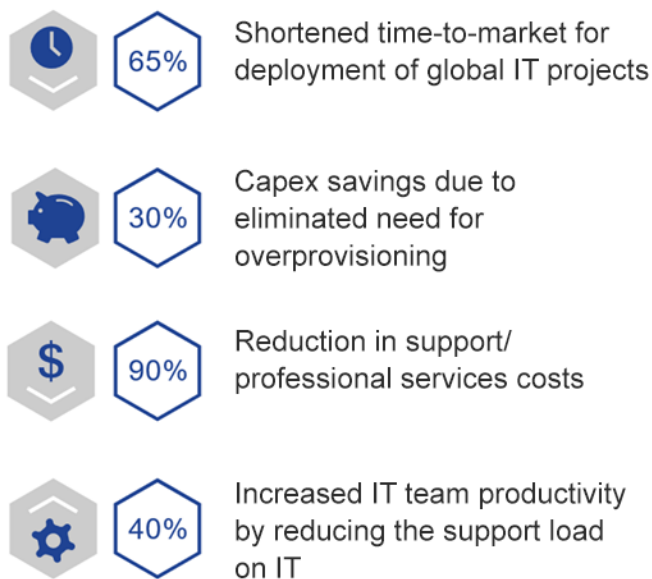 65%
Shortened time-to-market for
deployment of global IT projects
30%
Capex savings due to
eliminated need for
overprovisioning
$
90%
Reduction in support/
professional services costs
40%
Increased IT team productivity
by reducing the support load
on IT